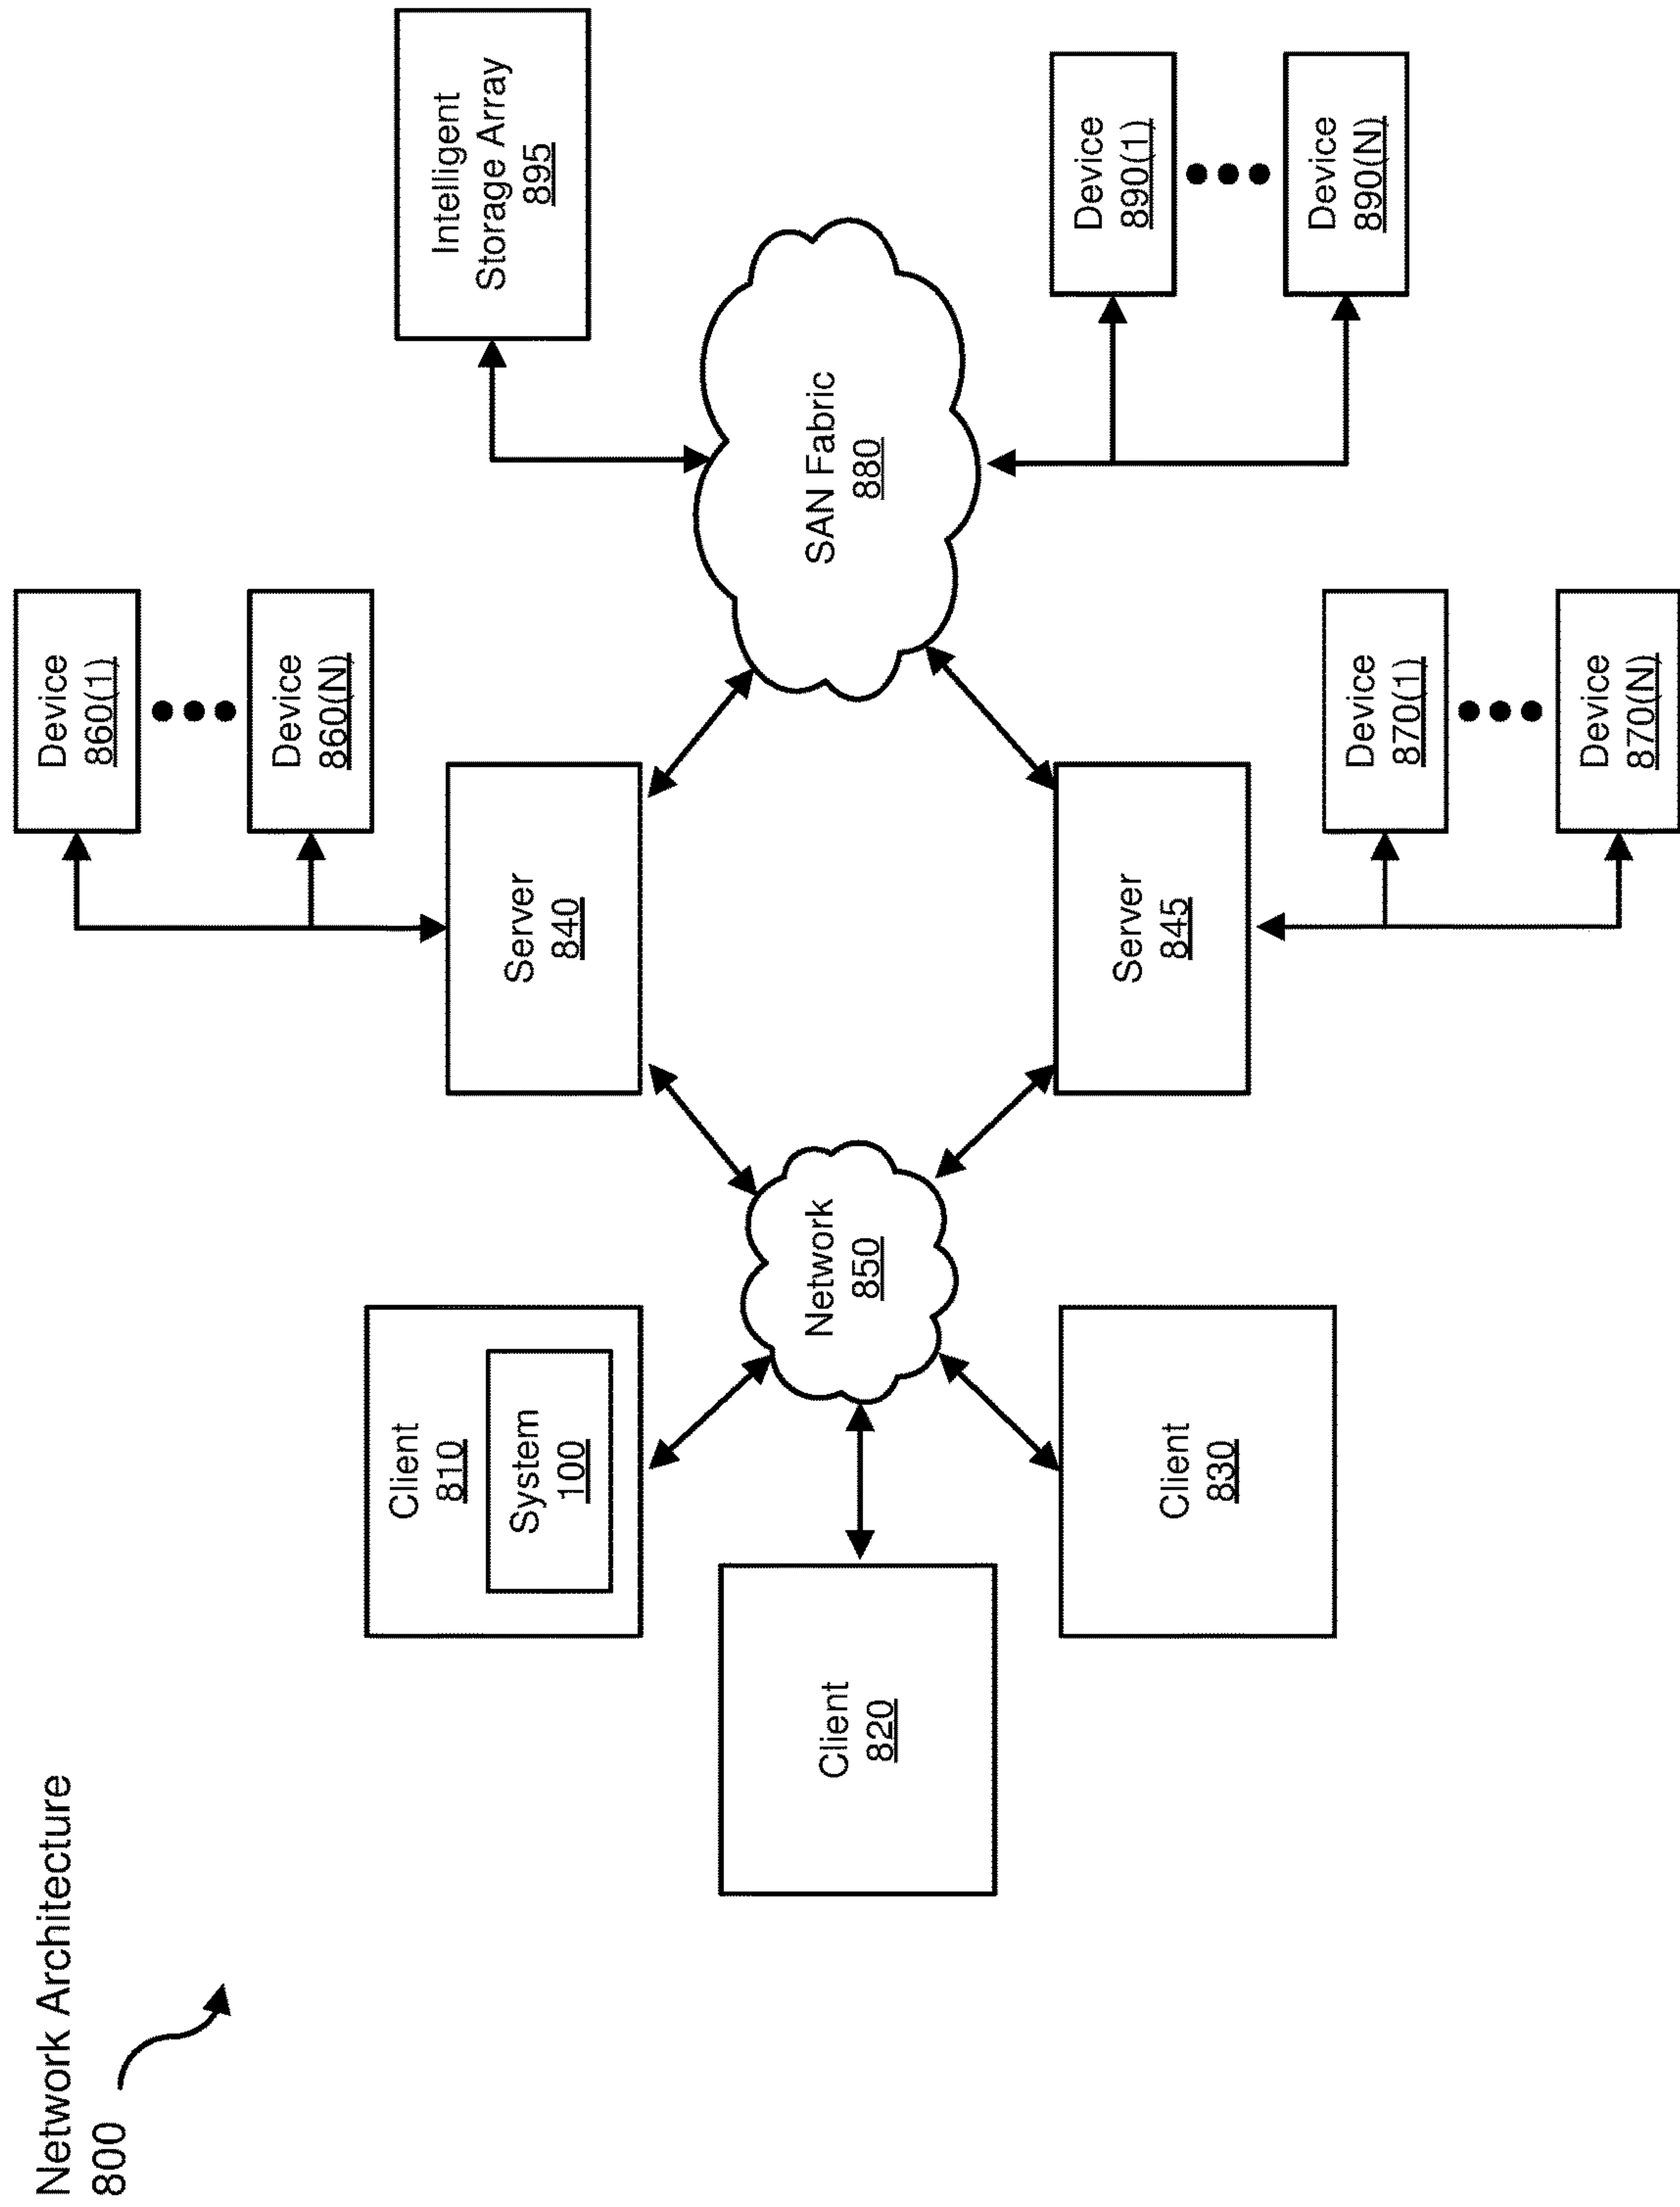 Network Architecture
800
Client
810
System
100
Client
820
Client
830
Network
850
Device
860(1)
Device
860(N)
Server
840
Server
845
Device
870(1)
Device
870(N)
SAN Fabric
880
Intelligent
Storage Array
895
Device
890(1)
Device
890(N)